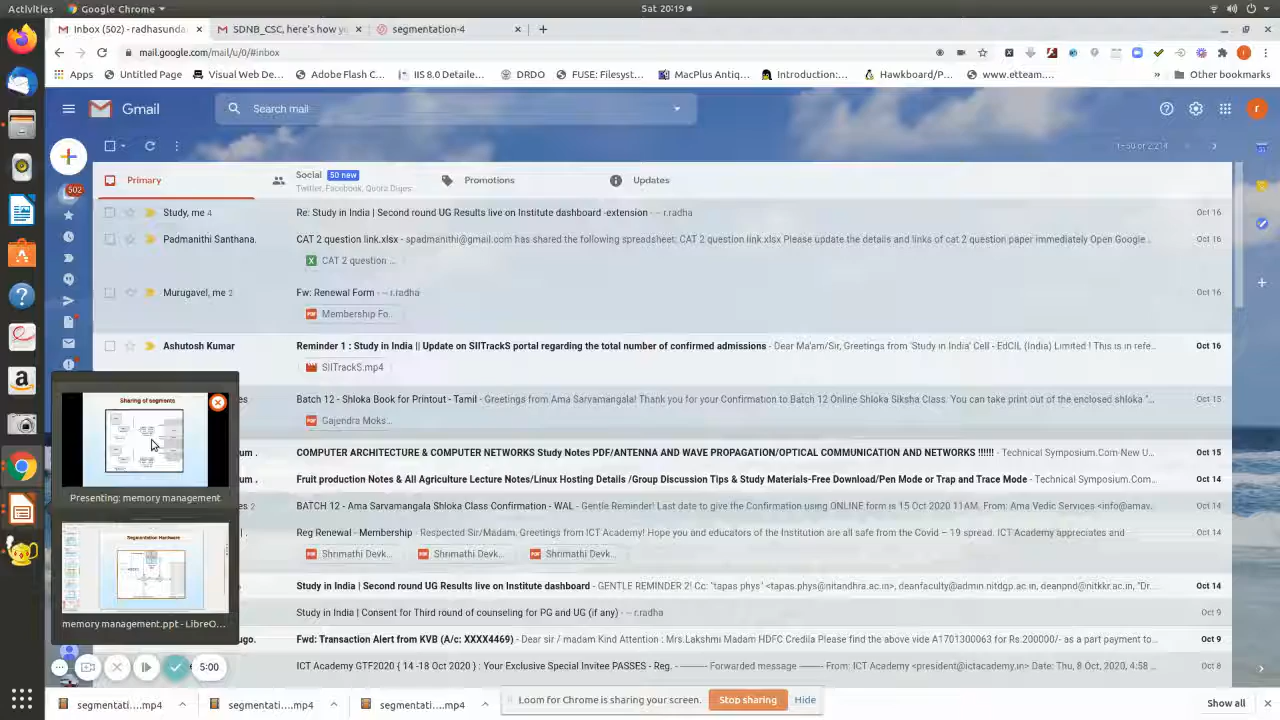 Activities Google Chrome Sat 20:19
Inbox (502) - radhasunda SDNB_CSC, here's how y segmentation-4
mail.google.com/mail/u/0/#inbox
Apps Untitled Page Visual Web De... Adobe Flash C... IIS 8.0 Detaile... DRDO FUSE: Filesyst... MacPlus Antiq... Introduction:... Hawkboard/P... www.etteam.... » Other bookmarks
Gmail Search mail
1–50 of 2,214
Primary Social 50 new Promotions Updates
Twitter, Facebook, Quora Diges
502
Study, me 4 Re: Study in India | Second round UG Results live on Institute dashboard -extension - -- r.radha Oct 16
Padmanithi Santhana. CAT 2 question link.xlsx - spadmanithi@gmail.com has shared the following spreadsheet: CAT 2 question link.xlsx Please update the details and links of cat 2 question paper immediately Open Google... Oct 16
CAT 2 question ...
Murugavel, me 2 Fw: Renewal Form - -- r.radha Oct 16
Membership Fo...
Ashutosh Kumar Reminder 1 : Study in India || Update on SIITrackS portal regarding the total number of confirmed admissions - Dear Ma'am/Sir, Greetings from 'Study in India' Cell - EdCIL (India) Limited ! This is in refe... Oct 16
SIITrackS.mp4
Batch 12 - Shloka Book for Printout - Tamil - Greetings from Ama Sarvamangala! Thank you for your Confirmation to Batch 12 Online Shloka Siksha Class. You can take print out of the enclosed shloka "... Oct 15
Gajendra Moks...
COMPUTER ARCHITECTURE & COMPUTER NETWORKS Study Notes PDF/ANTENNA AND WAVE PROPAGATION/OPTICAL COMMUNICATION AND NETWORKS !!!!!! - Technical Symposium.Com-New U... Oct 15
Fruit production Notes & All Agriculture Lecture Notes/Linux Hosting Details /Group Discussion Tips & Study Materials-Free Download/Pen Mode or Trap and Trace Mode - Technical Symposium.Com... Oct 14
2 BATCH 12 - Ama Sarvamangala Shloka Class Confirmation - WAL - Gentle Reminder! Last date to give the Confirmation using ONLINE form is 15 Oct 2020 11AM. From: Ama Vedic Services <info@amav... Oct 14
Reg Renewal - Membership - Respected Sir/Madam, Greetings from ICT Academy! Hope you and educators of the Institution are all safe from the Covid – 19 spread. ICT Academy appreciates and Oct 14
Shrimathi Devk... Shrimathi Devk... Shrimathi Devk...
Study in India | Second round UG Results live on Institute dashboard - GENTLE REMINDER 2! Cc: "tapas phys" <tapas.phys@nitandhra.ac.in>, deanfaculty@admin.nitdgp.ac.in, deanpnd@nitkkr.ac.in, "Dr... Oct 14
Study in India | Consent for Third round of counseling for PG and UG (if any) - -- r.radha Oct 9
ugo. Fwd: Transaction Alert from KVB (A/c: XXXX4469) - Dear sir / madam Kind Attention : Mrs.Lakshmi Madam HDFC Credila Please find the above vide A1701300063 for Rs.200000/- as a part payment to... Oct 9
ICT Academy GTF2020 { 14 -18 Oct 2020 } : Your Exclusive Special Invitee PASSES - Reg. - ---------- Forwarded message --------- From: ICT Academy <president@ictacademy.in> Date: Thu, 8 Oct, 2020, 4:58... Oct 8
Sharing of segments
Presenting: memory management
Segmentation Hardware
memory management.ppt - LibreO...
5:00
segmentati....mp4 segmentati....mp4 segmentati....mp4 Loom for Chrome is sharing your screen. Stop sharing Hide Show all